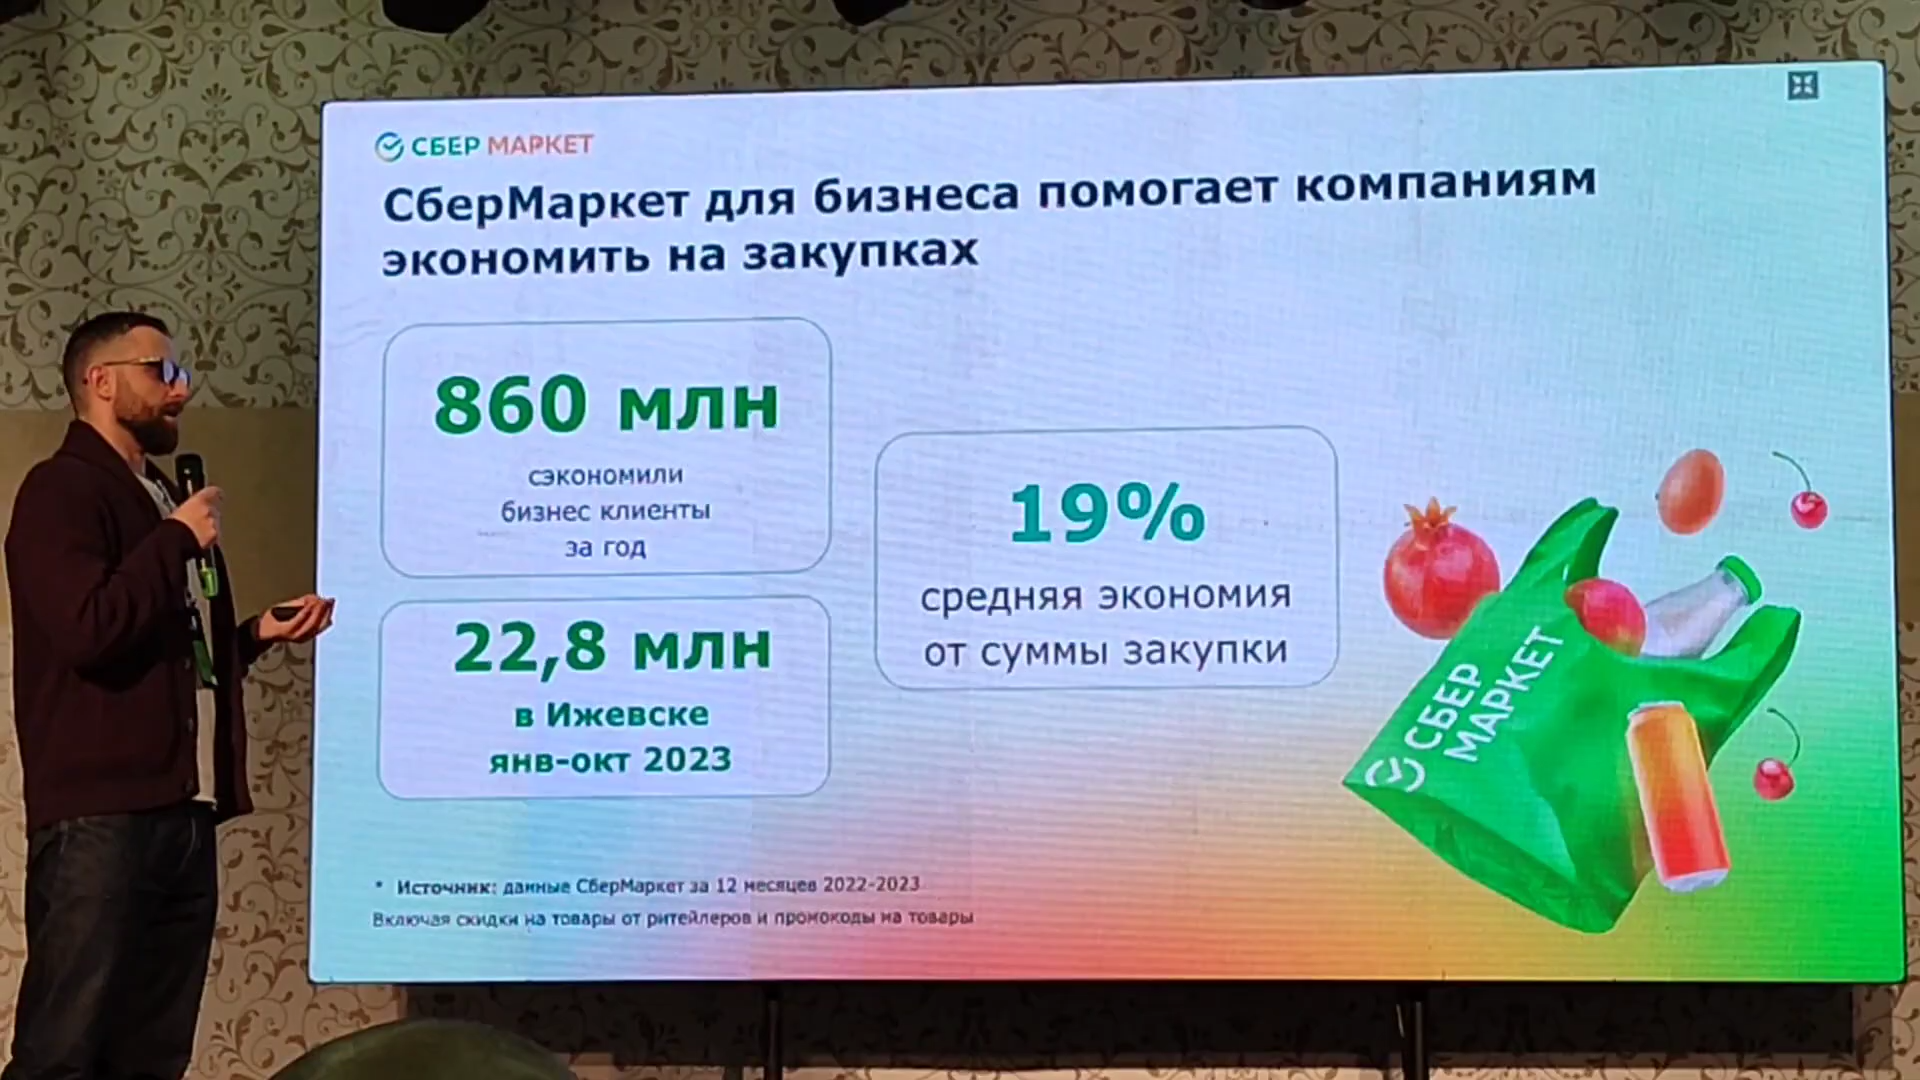 СБЕР МАРКЕТ
СберМаркет для бизнеса помогает компаниям
экономить на закупках
860 млн
сэкономили
бизнес клиенты
за год
22,8 млн
в Ижевске
янв-окт 2023
19%
средняя экономия
от суммы закупки
СБЕР
МАРКЕТ
* Источник: данные СберМаркет за 12 месяцев 2022-2023
Включая скидки на товары от ритейлеров и промокоды на товары